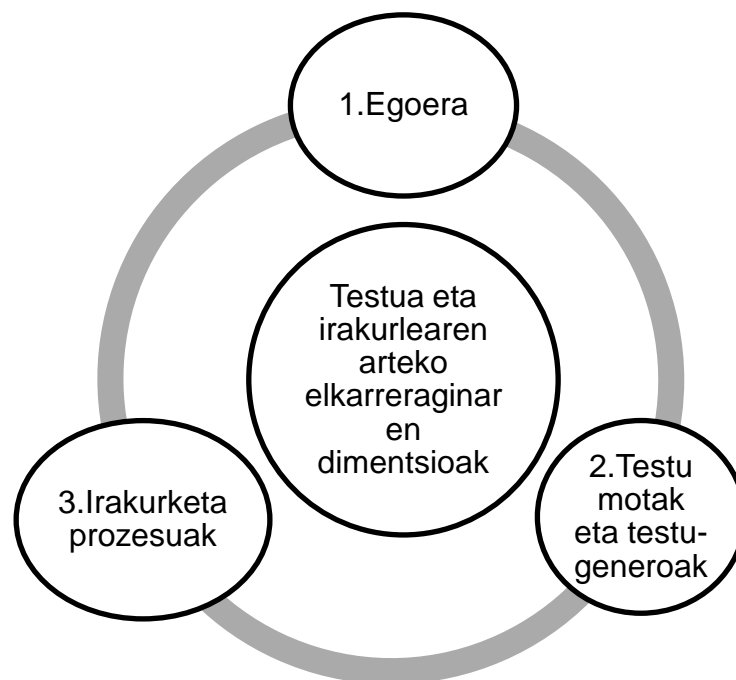 1.Egoera
Testua eta
irakurlearen
arteko
elkarreraginar
en
dimentsioak
2.Testu
motak
eta testu-
generoak
3.Irakurketa
prozesuak